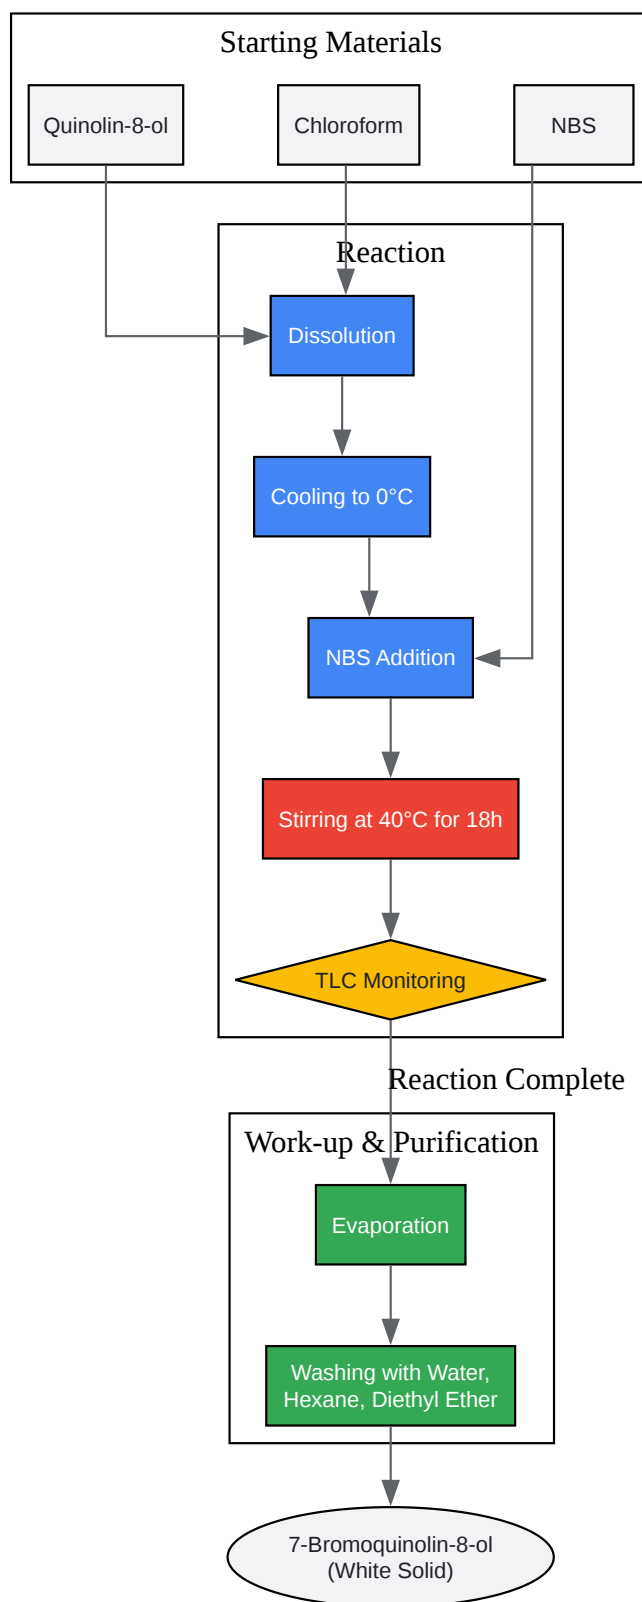 Starting Materials
Quinolin-8-ol
Chloroform
NBS
Reaction
Dissolution
Cooling to 0°C
NBS Addition
Stirring at 40°C for 18h
TLC Monitoring
Reaction Complete
Work-up & Purification
Evaporation
Washing with Water,
Hexane, Diethyl Ether
7-Bromoquinolin-8-ol
(White Solid)